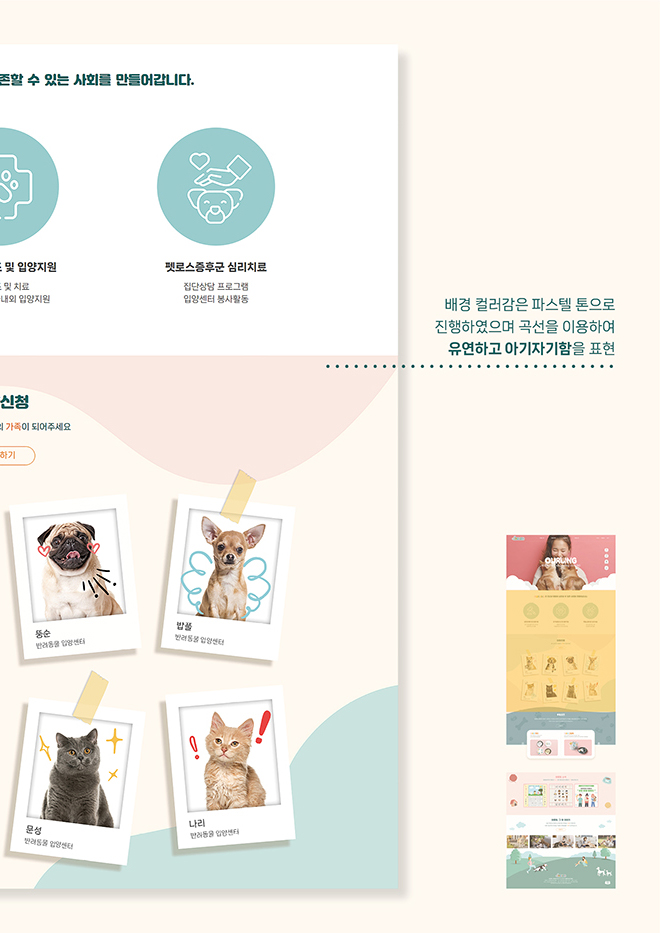 존할 수 있는 사회를 만들어갑니다.
및 입양지원
펫로스증후군 심리치료
및 치료
내외 입양지원
집단상담 프로그램
입양센터 봉사활동
배경 컬러감은 파스텔 톤으로
진행하였으며 곡선을 이용하여
유연하고 아기자기함을 표현
신청
가족이 되어주세요
하기
뚱순
반려동물 입양센터
밥풀
반려동물 입양센터
문성
반려동물 입양센터
나리
반려동물 입양센터